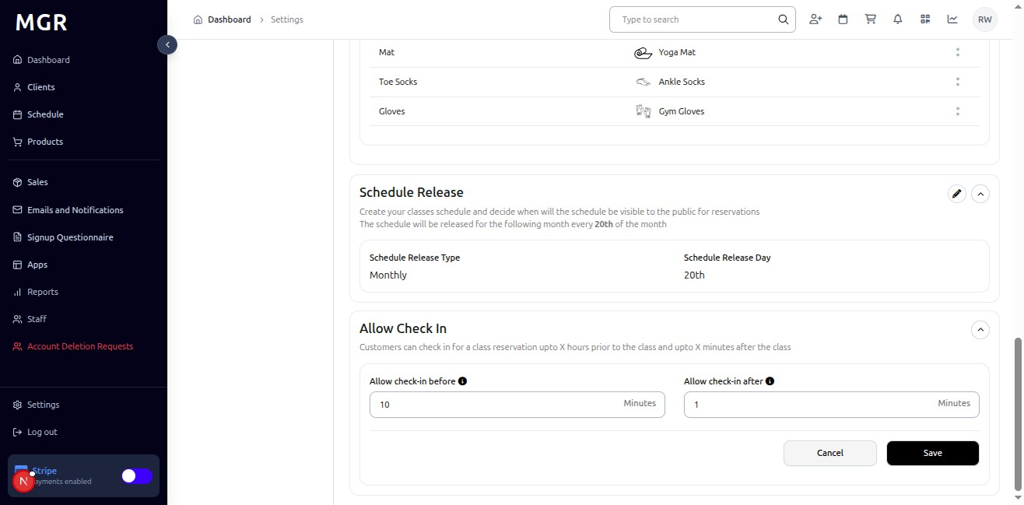 MGR
Dashboard
Clients
Schedule
Products
Sales
Emails and Notifications
Signup Questionnaire
Apps
Reports
Staff
Account Deletion Requests
Settings
Log out
Stripe
ayments enabled
N
Dashboard > Settings
Type to search
RW
Mat Yoga Mat
Toe Socks Ankle Socks
Gloves Gym Gloves
Schedule Release
Create your classes schedule and decide when will the schedule be visible to the public for reservations
The schedule will be released for the following month every 20th of the month
Schedule Release Type Schedule Release Day
Monthly 20th
Allow Check In
Customers can check in for a class reservation upto X hours prior to the class and upto X minutes after the class
Allow check-in before Allow check-in after
10 Minutes 1 Minutes
Cancel Save